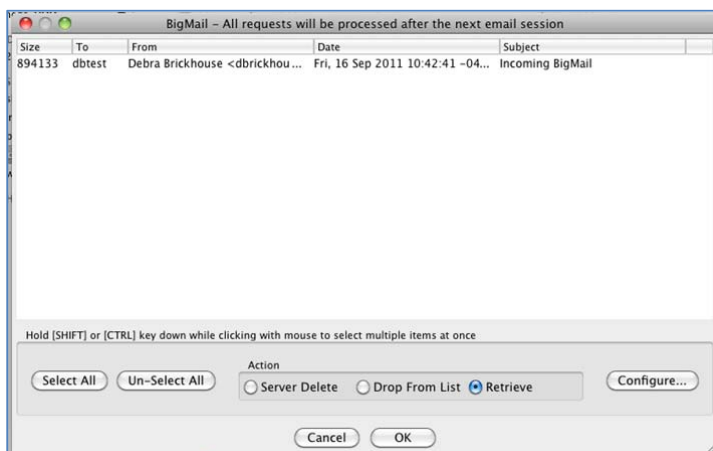 BigMail – All requests will be processed after the next email session
Size To From Date Subject
894133 dbtest Debra Brickhouse <dbrickhou... Fri, 16 Sep 2011 10:42:41 -04... Incoming BigMail
Hold [SHIFT] or [CTRL] key down while clicking with mouse to select multiple items at once
Action
Select All Un-Select All Server Delete Drop From List Retrieve Configure...
Cancel OK